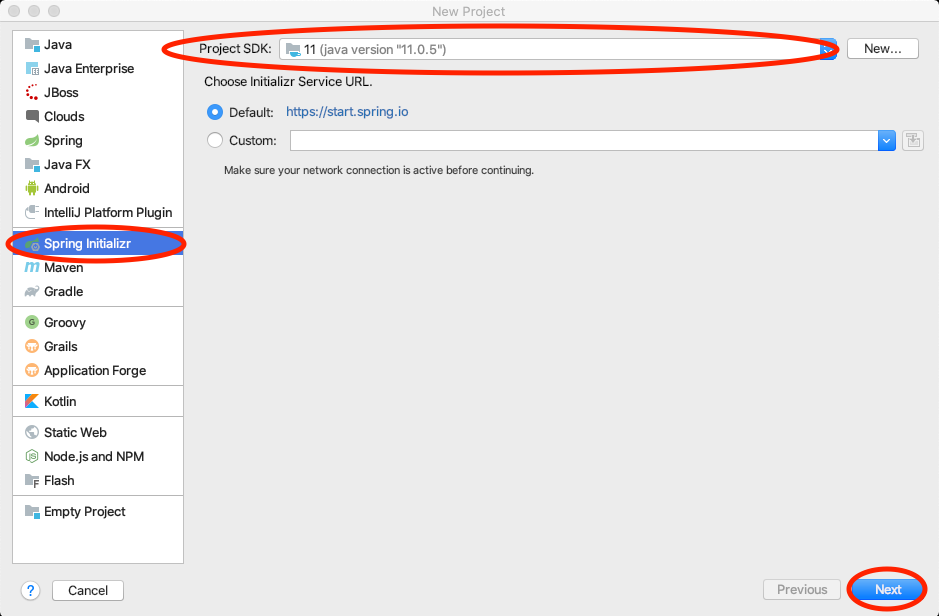 New Project
Java
Java Enterprise
JBoss
Clouds
Spring
Java FX
Android
IntelliJ Platform Plugin
Spring Initializr
Maven
Gradle
Groovy
Grails
Application Forge
Kotlin
Static Web
Node.js and NPM
Flash
Empty Project
Project SDK: 11 (java version "11.0.5") New...
Choose Initializr Service URL.
Default: https://start.spring.io
Custom:
Make sure your network connection is active before continuing.
? Cancel Previous Next